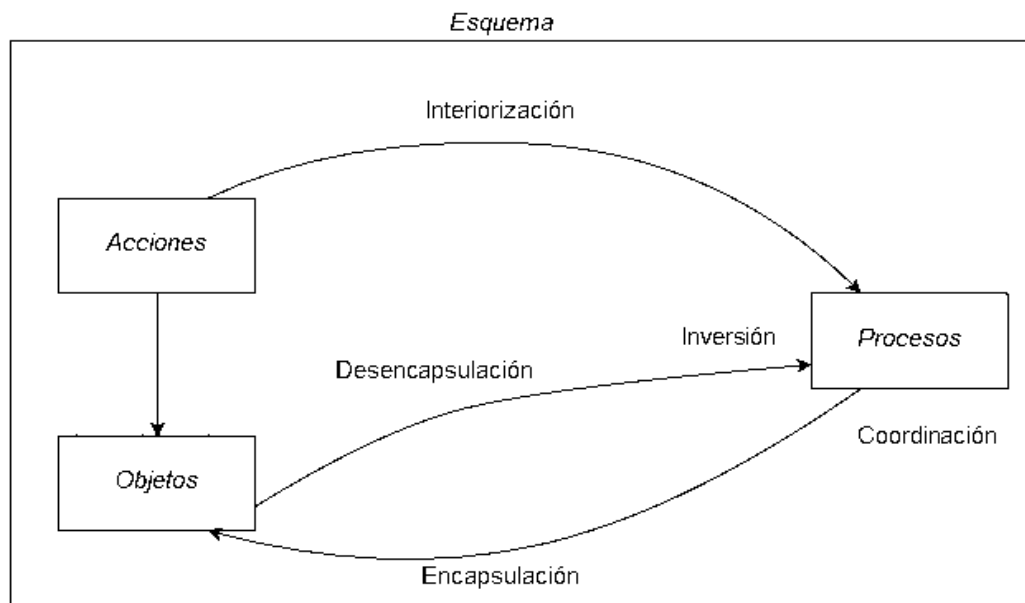 Esquema
Interiorización
Acciones
Inversión
Procesos
Desencapsulación
Coordinación
Objetos
Encapsulación